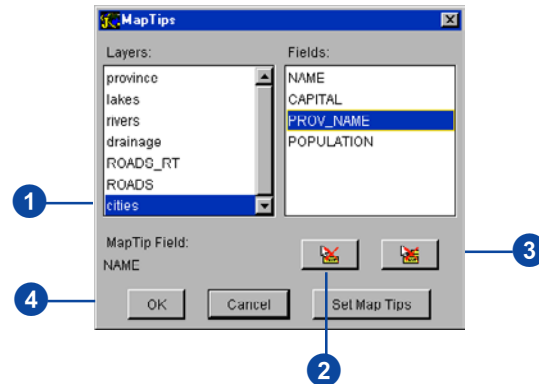 MapTips
Layers:
Fields:
province
lakes
rivers
drainage
ROADS_RT
ROADS
cities
NAME
CAPITAL
PROV_NAME
POPULATION
1
MapTip Field:
NAME
3
4
OK
Cancel
Set Map Tips
2